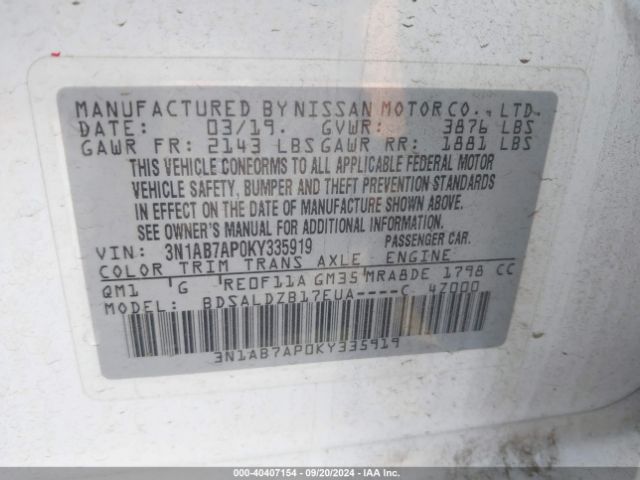 MANUFACTURED BY NISSAN MOTOR CO., LTD.
DATE: 03/19. GVWR: 3876 LBS
GAWR FR: 2143 LBS GAWR RR: 1881 LBS
THIS VEHICLE CONFORMS TO ALL APPLICABLE FEDERAL MOTOR
VEHICLE SAFETY, BUMPER AND THEFT PREVENTION STANDARDS
IN EFFECT ON THE DATE OF MANUFACTURE SHOWN ABOVE.
SEE OWNER'S MANUAL FOR ADDITIONAL INFORMATION.
VIN: 3N1AB7AP0KY335919 PASSENGER CAR.
COLOR TRIM TRANS AXLE ENGINE
QM1 G RE0F11A GM35 MRA8DE 1798 CC
MODEL: BDSALDZB17EUA----C 47000
3N1AB7AP0KY335919
000-40407154 - 09/20/2024 - IAA Inc.